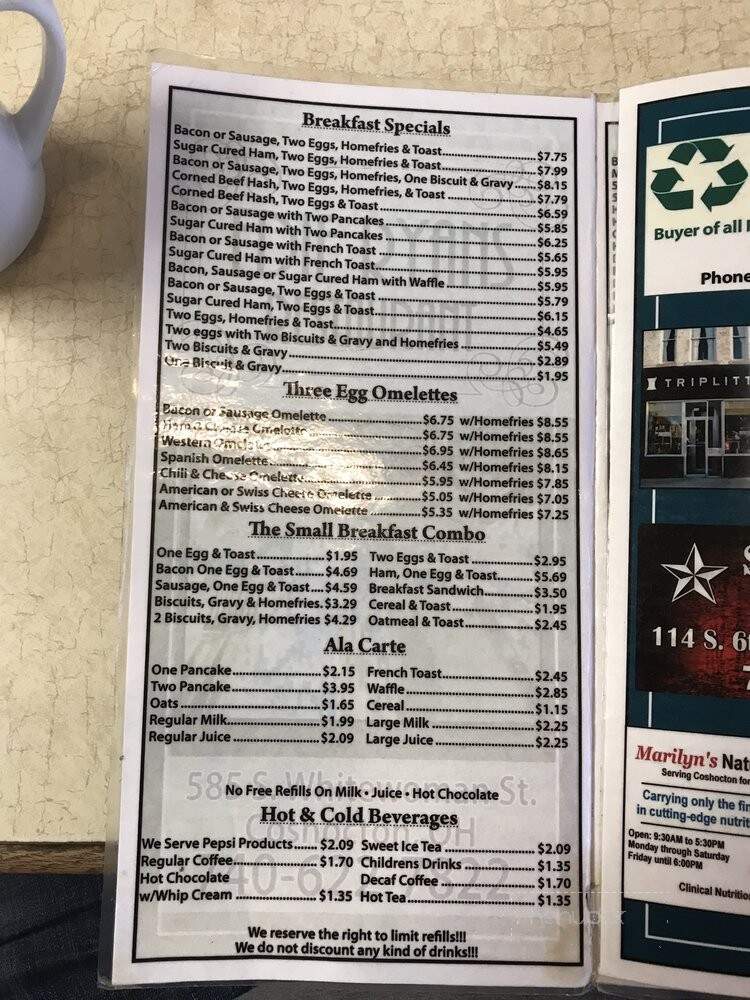 Breakfast Specials
Bacon or Sausage, Two Eggs, Homefries & Toast....$7.75
Sugar Cured Ham, Two Eggs, Homefries & Toast....$7.99
Bacon or Sausage, Two Eggs, Homefries, One Biscuit & Gravy....$8.15
Corned Beef Hash, Two Eggs, Homefries, & Toast....$7.79
Corned Beef Hash, Two Eggs & Toast....$6.59
Bacon or Sausage with Two Pancakes....$5.85
Sugar Cured Ham with Two Pancakes....$6.25
Bacon or Sausage with French Toast....$5.65
Sugar Cured Ham with French Toast....$5.95
Bacon, Sausage or Sugar Cured Ham with Waffle....$5.95
Bacon or Sausage, Two Eggs & Toast....$5.79
Sugar Cured Ham, Two Eggs & Toast....$6.15
Two Eggs, Homefries & Toast....$4.65
Two eggs with Two Biscuits & Gravy and Homefries....$5.49
Two Biscuits & Gravy....$2.89
One Biscuit & Gravy....$1.95
Three Egg Omelettes
Bacon or Sausage Omelette....$6.75 w/Homefries $8.55
Ham & Cheese Omelette....$6.75 w/Homefries $8.55
Western Omelette....$6.95 w/Homefries $8.65
Spanish Omelette....$6.45 w/Homefries $8.15
Chili & Cheese Omelette....$5.95 w/Homefries $7.85
American or Swiss Cheese Omelette....$5.05 w/Homefries $7.05
American & Swiss Cheese Omelette....$5.35 w/Homefries $7.25
The Small Breakfast Combo
One Egg & Toast....$1.95 Two Eggs & Toast....$2.95
Bacon One Egg & Toast....$4.69 Ham, One Egg & Toast....$5.69
Sausage, One Egg & Toast....$4.59 Breakfast Sandwich....$3.50
Biscuits, Gravy & Homefries.$3.29 Cereal & Toast....$1.95
2 Biscuits, Gravy, Homefries $4.29 Oatmeal & Toast....$2.45
Ala Carte
One Pancake....$2.15 French Toast....$2.45
Two Pancake....$3.95 Waffle....$2.85
Oats....$1.65 Cereal....$1.15
Regular Milk....$1.99 Large Milk....$2.25
Regular Juice....$2.09 Large Juice....$2.25
585 S. Whitewoman St.
No Free Refills On Milk • Juice • Hot Chocolate
Hot & Cold Beverages
We Serve Pepsi Products....$2.09 Sweet Ice Tea....$2.09
Regular Coffee....$1.70 Childrens Drinks....$1.35
Hot Chocolate Decaf Coffee....$1.70
w/Whip Cream....$1.35 Hot Tea....$1.35
We reserve the right to limit refills!!!
We do not discount any kind of drinks!!!
Buyer of all
Phone
TRIPLITT
114 S. 6
Marilyn's Nat
Serving Coshocton for
Carrying only the fin
in cutting-edge nutrit
Open: 9:30AM to 5:30PM
Monday through Saturday
Friday until 6:00PM
Clinical Nutritio